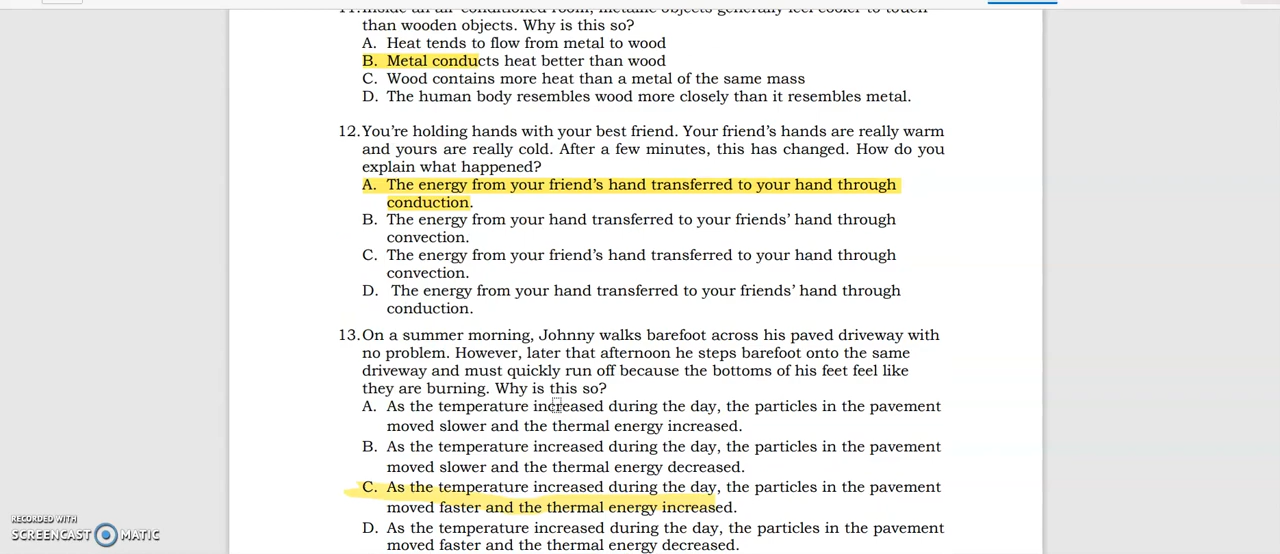 11.Inside an air-conditioned room, metallic objects generally feel cooler to touch
than wooden objects. Why is this so?
A. Heat tends to flow from metal to wood
B. Metal conducts heat better than wood
C. Wood contains more heat than a metal of the same mass
D. The human body resembles wood more closely than it resembles metal.
12.You’re holding hands with your best friend. Your friend’s hands are really warm
and yours are really cold. After a few minutes, this has changed. How do you
explain what happened?
A. The energy from your friend’s hand transferred to your hand through
conduction.
B. The energy from your hand transferred to your friends’ hand through
convection.
C. The energy from your friend’s hand transferred to your hand through
convection.
D. The energy from your hand transferred to your friends’ hand through
conduction.
13.On a summer morning, Johnny walks barefoot across his paved driveway with
no problem. However, later that afternoon he steps barefoot onto the same
driveway and must quickly run off because the bottoms of his feet feel like
they are burning. Why is this so?
A. As the temperature increased during the day, the particles in the pavement
moved slower and the thermal energy increased.
B. As the temperature increased during the day, the particles in the pavement
moved slower and the thermal energy decreased.
C. As the temperature increased during the day, the particles in the pavement
moved faster and the thermal energy increased.
D. As the temperature increased during the day, the particles in the pavement
moved faster and the thermal energy decreased.
RECORDED WITH
SCREENCAST MATIC